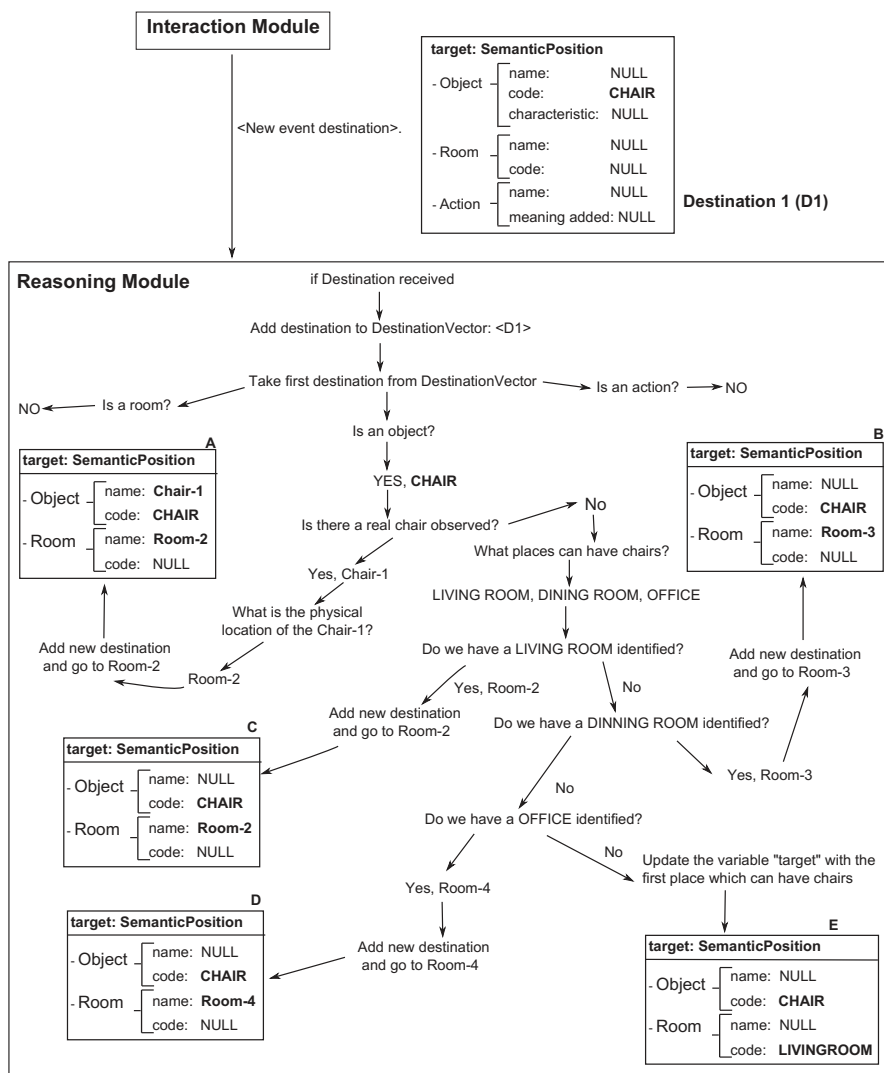 Interaction Module
target: SemanticPosition
- Object
name: NULL
code: CHAIR
characteristic: NULL
- Room
name: NULL
code: NULL
- Action
name: NULL
meaning added: NULL
Destination 1 (D1)
<New event destination>.
Reasoning Module
if Destination received
Add destination to DestinationVector: <D1>
Take first destination from DestinationVector
Is a room?
NO
Is an action?
NO
Is an object?
YES, CHAIR
Is there a real chair observed?
Yes, Chair-1
What is the physical
location of the Chair-1?
Room-2
Add new destination
and go to Room-2
A
target: SemanticPosition
- Object
name: Chair-1
code: CHAIR
- Room
name: Room-2
code: NULL
No
What places can have chairs?
LIVING ROOM, DINING ROOM, OFFICE
Do we have a LIVING ROOM identified?
Yes, Room-2
Add new destination
and go to Room-2
C
target: SemanticPosition
- Object
name: NULL
code: CHAIR
- Room
name: Room-2
code: NULL
No
Do we have a DINNING ROOM identified?
Yes, Room-3
Add new destination
and go to Room-3
B
target: SemanticPosition
- Object
name: NULL
code: CHAIR
- Room
name: Room-3
code: NULL
No
Do we have a OFFICE identified?
Yes, Room-4
Add new destination
and go to Room-4
D
target: SemanticPosition
- Object
name: NULL
code: CHAIR
- Room
name: Room-4
code: NULL
No
Update the variable "target" with the
first place which can have chairs
E
target: SemanticPosition
- Object
name: NULL
code: CHAIR
- Room
name: NULL
code: LIVINGROOM